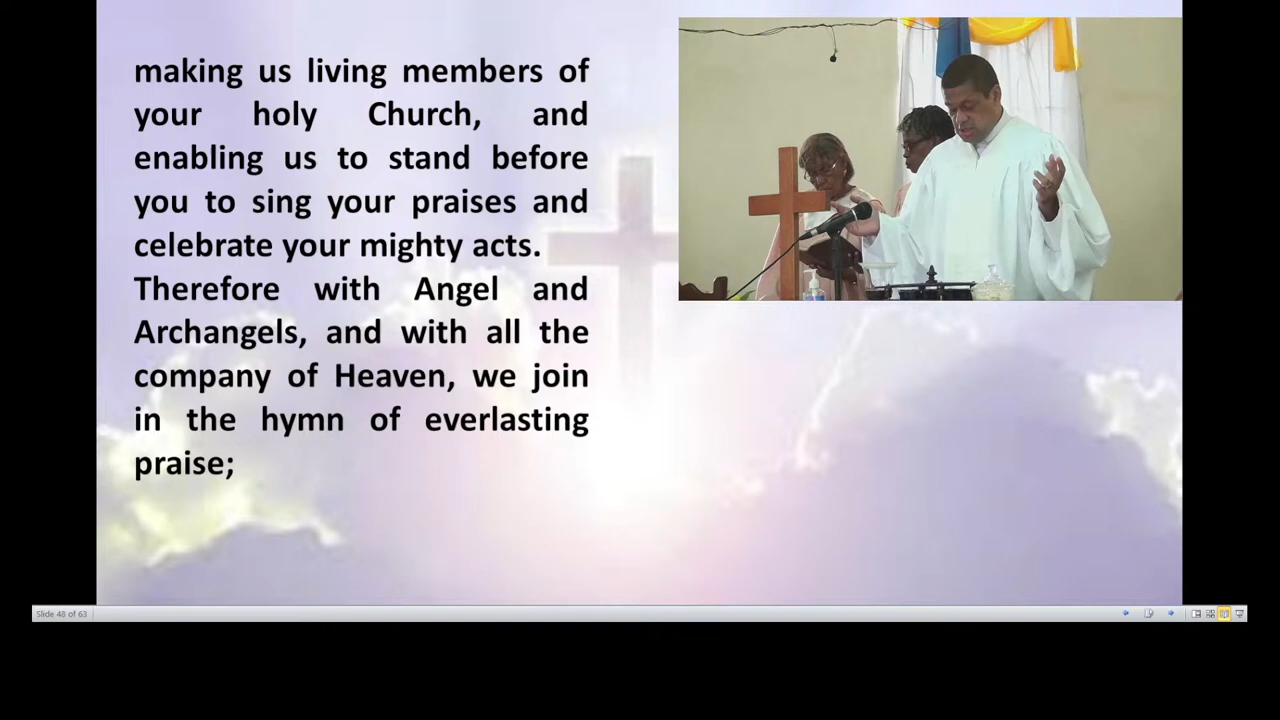 making us living members of
your holy Church, and
enabling us to stand before
you to sing your praises and
celebrate your mighty acts.
Therefore with Angel and
Archangels, and with all the
company of Heaven, we join
in the hymn of everlasting
praise;
Slide 48 of 63